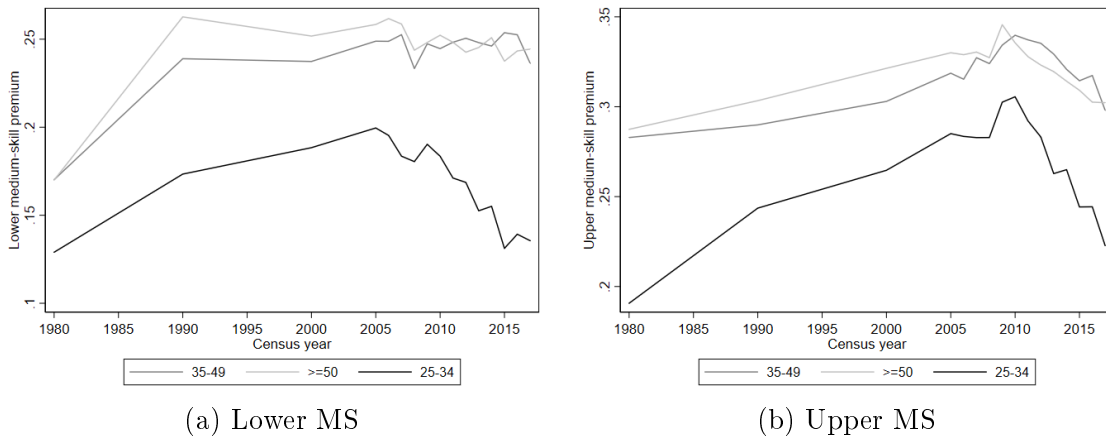 Lower medium-skill premium
.25
.2
.15
.1
1980 1985 1990 1995 2000 2005 2010 2015
Census year
35-49 >=50 25-34
(a) Lower MS
Upper medium-skill premium
.35
.3
.25
.2
1980 1985 1990 1995 2000 2005 2010 2015
Census year
35-49 >=50 25-34
(b) Upper MS